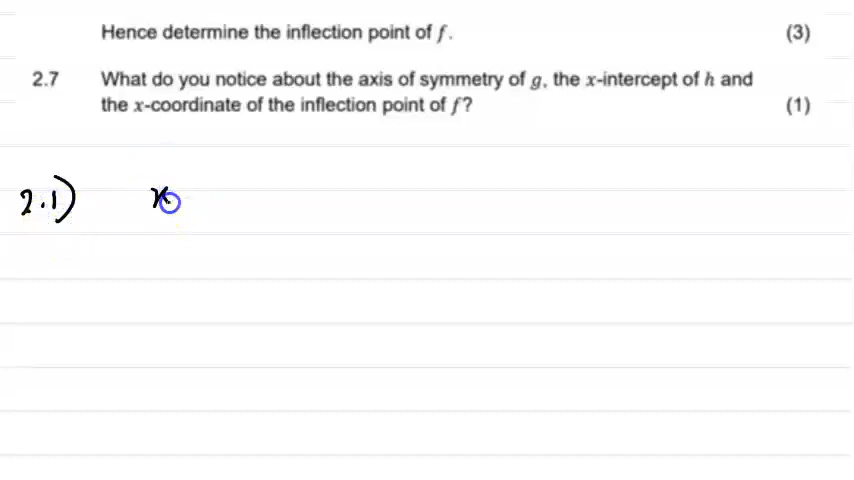 Hence determine the inflection point of f. (3)
2.7 What do you notice about the axis of symmetry of g, the x-intercept of h and
the x-coordinate of the inflection point of f? (1)
2.1) x